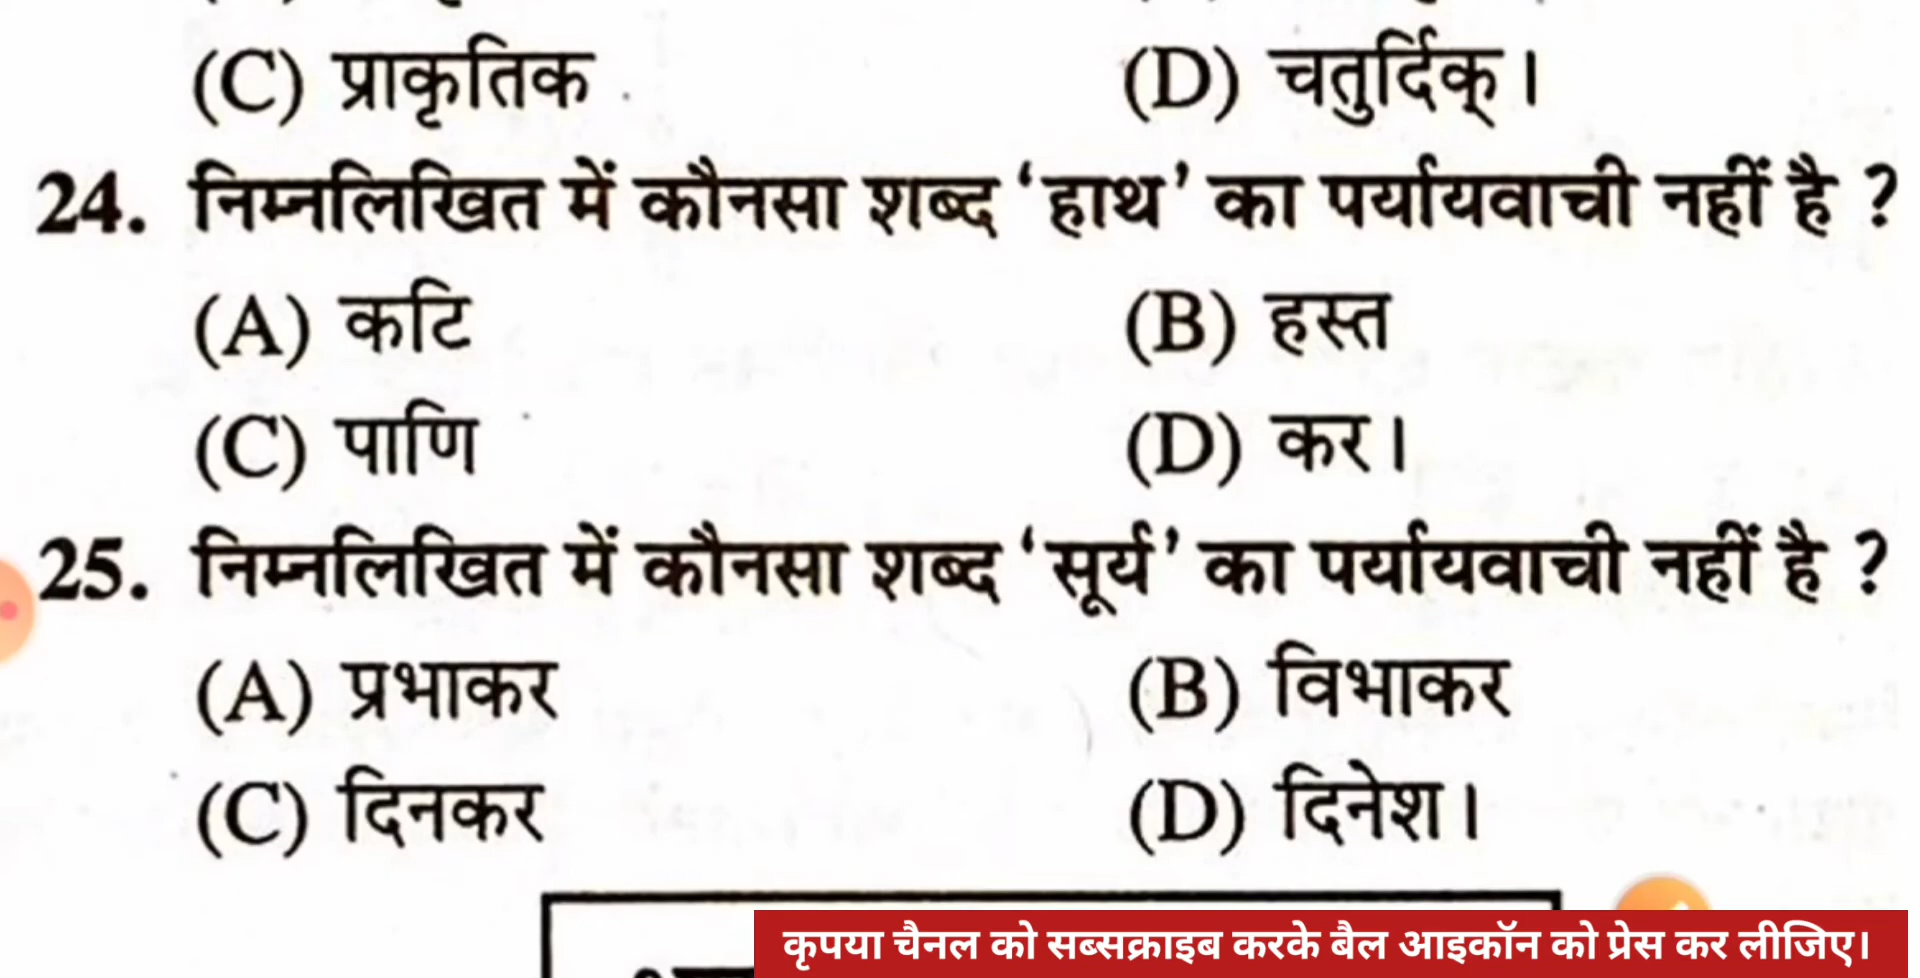 (C) प्राकृतिक (D) चतुर्दिक्।
24. निम्नलिखित में कौनसा शब्द ‘हाथ’ का पर्यायवाची नहीं है ?
(A) कटि (B) हस्त
(C) पाणि (D) कर।
25. निम्नलिखित में कौनसा शब्द ‘सूर्य’ का पर्यायवाची नहीं है ?
(A) प्रभाकर (B) विभाकर
(C) दिनकर (D) दिनेश।
कृपया चैनल को सब्सक्राइब करके बैल आइकॉन को प्रेस कर लीजिए।